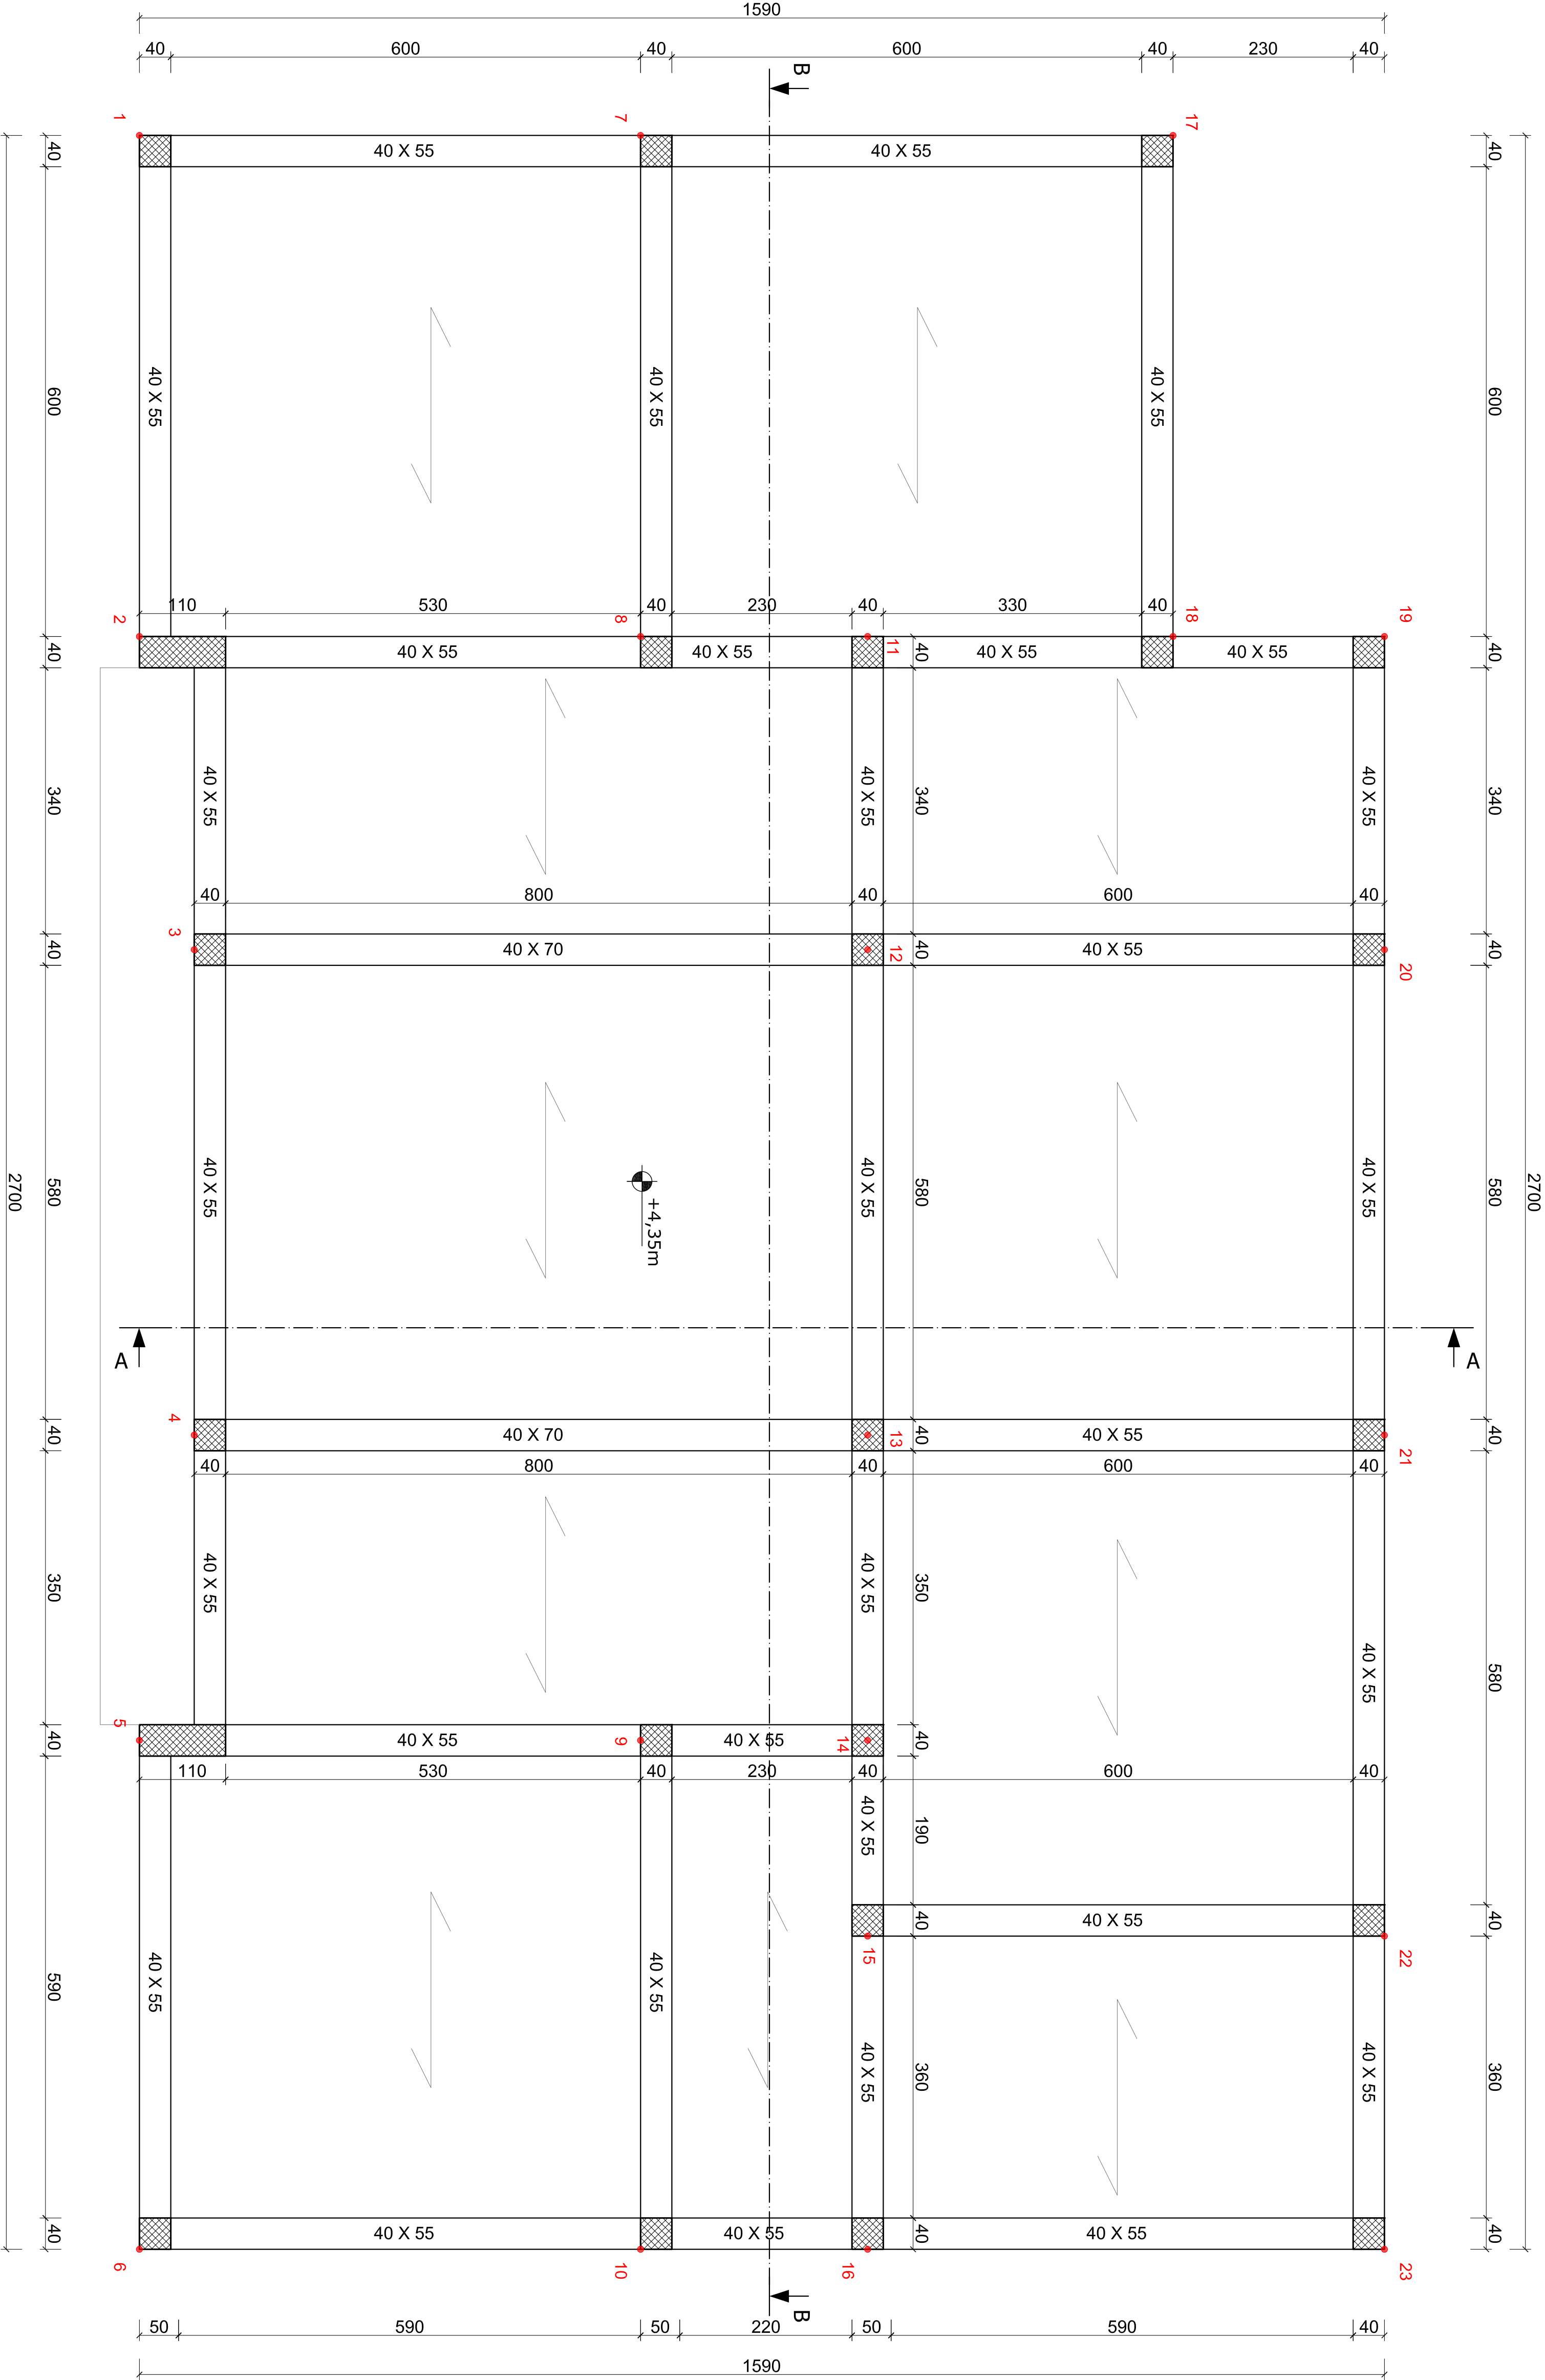 1590
40 600 40 600 40 230 40
B
1 7 17
40 40 X 55 40 X 55 40
600 40 X 55 40 X 55 40 X 55 600
110 530 40 230 40 330 40
2 8 18 19
40 40 X 55 40 X 55 11 40 40 X 55 40 X 55 40
340 40 X 55 40 X 55 340 40 X 55 340
40 800 40 600 40
3
40 40 X 70 12 40 40 X 55 40
20
2700 580 40 X 55 +4,35m 40 X 55 580 40 X 55 580 2700
A A
4
40 40 X 70 13 40 40 X 55 40
21
40 800 40 600 40
350 40 X 55 40 X 55 350
40 X 55 580
5
40 40 X 55 9 40 X 55 14 40
110 530 40 230 40 600 40
40 X 55 190
40 40 X 55 40
15 22
590 40 X 55 40 X 55
40 X 55 360 40 X 55 360
40 40 X 55 40 X 55 40 40 X 55 40
6 10 16 23
B
50 590 50 220 50 590 40
1590